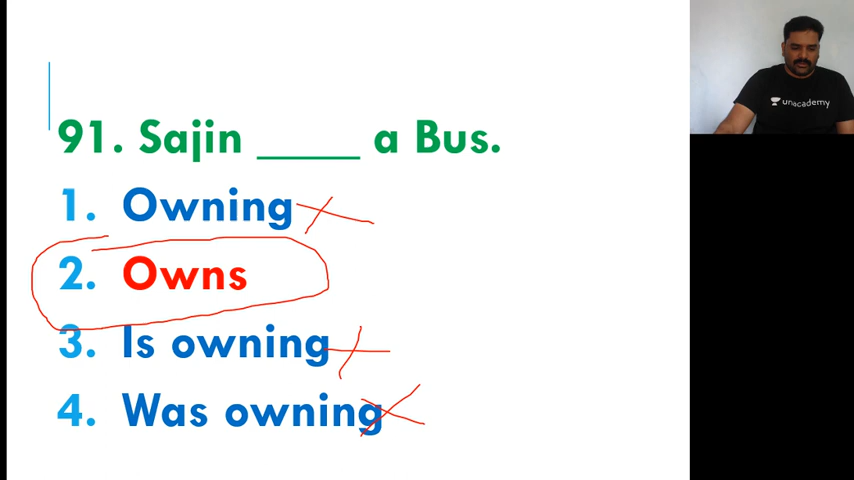 91. Sajin _____ a Bus.
1. Owning
2. Owns
3. Is owning
4. Was owning
unacademy